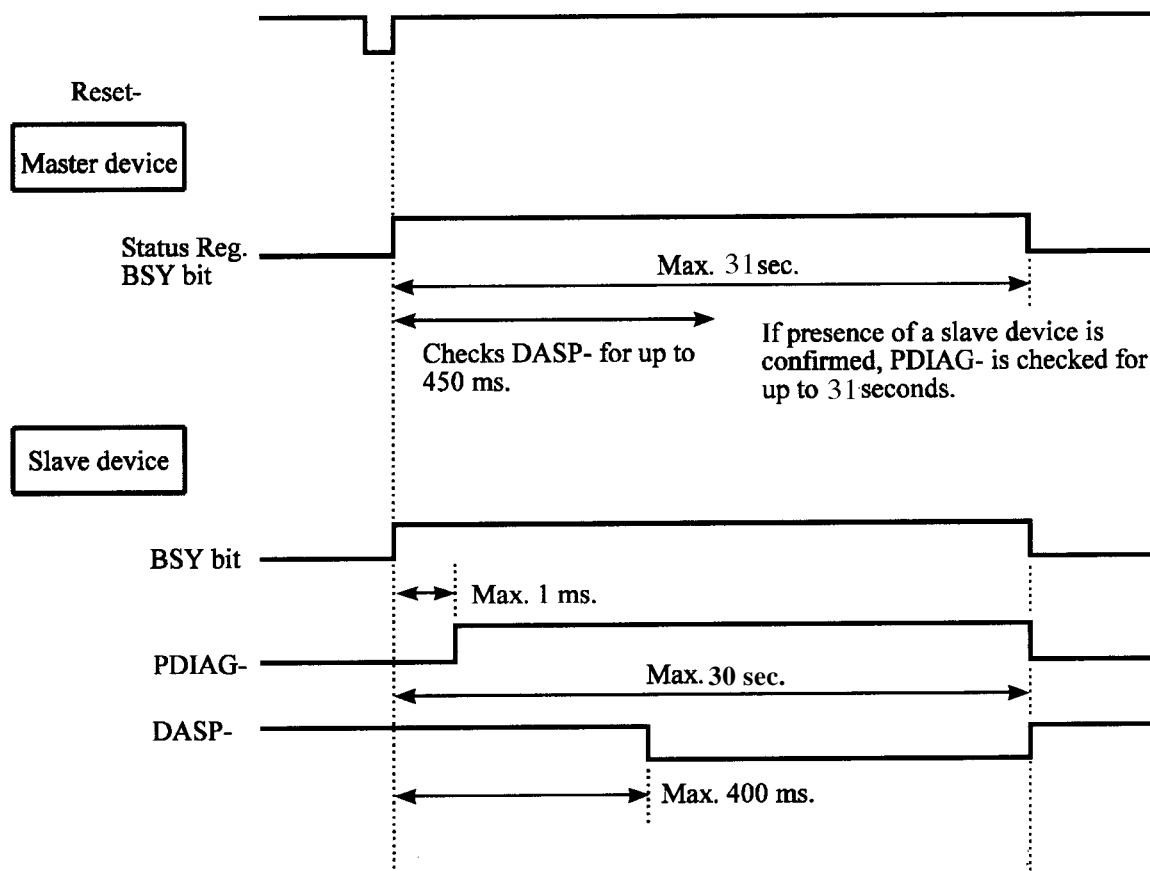 Reset-
Master device
Status Reg.
BSY bit
Max. 31 sec.
Checks DASP- for up to
450 ms.
If presence of a slave device is
confirmed, PDIAG- is checked for
up to 31 seconds.
Slave device
BSY bit
Max. 1 ms.
PDIAG-
Max. 30 sec.
DASP-
Max. 400 ms.